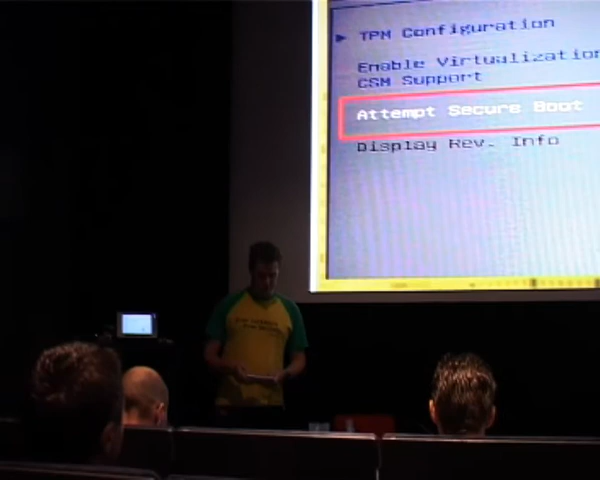 TPM Configuration
Enable Virtualization
CSM Support
Attempt Secure Boot
Display Rev. Info